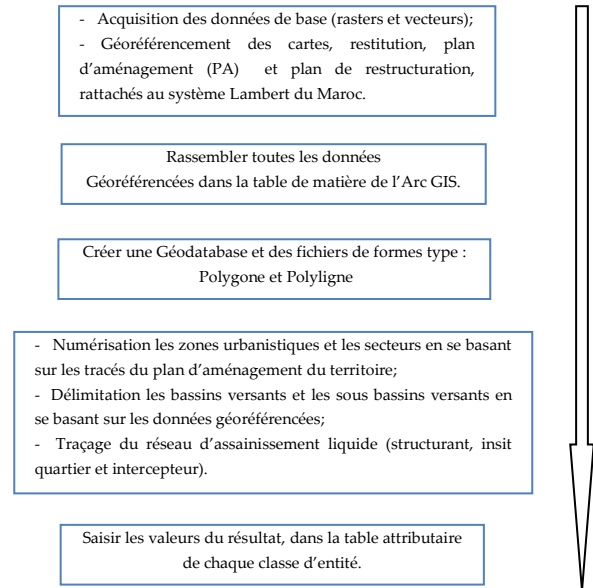 - Acquisition des données de base (rasters et vecteurs);
- Géoréférencement des cartes, restitution, plan
d’aménagement (PA) et plan de restructuration,
rattachés au système Lambert du Maroc.
Rassembler toutes les données
Géoréférencées dans la table de matière de l’Arc GIS.
Créer une Géodatabase et des fichiers de formes type :
Polygone et Polyligne
- Numérisation les zones urbanistiques et les secteurs en se basant
sur les tracés du plan d’aménagement du territoire;
- Délimitation les bassins versants et les sous bassins versants en
se basant sur les données géoréférencées;
- Traçage du réseau d’assainissement liquide (structurant, insit
quartier et intercepteur).
Saisir les valeurs du résultat, dans la table attributaire
de chaque classe d’entité.